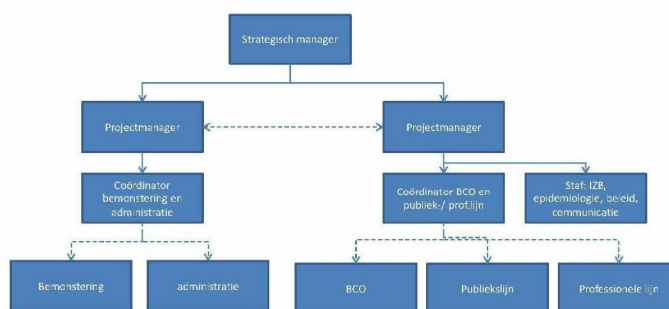 Strategisch manager
Projectmanager
Projectmanager
Coördinator
bemonstering en
administratie
Coördinator BCO en
publiek-/ prof.lijn
Staf: IZB,
epidemiologie, beleid,
communicatie
Bemonstering
administratie
BCO
Publiekslijn
Professionele lijn